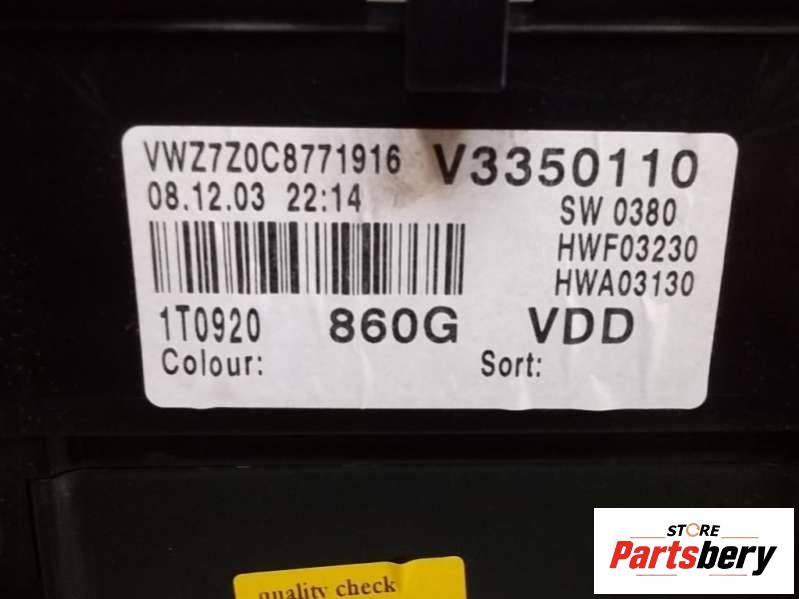 VWZ7Z0C8771916 V3350110
08.12.03 22:14 SW 0380
HWF03230
HWA03130
1T0920 860G VDD
Colour: Sort:
quality check
STORE
Partsbery